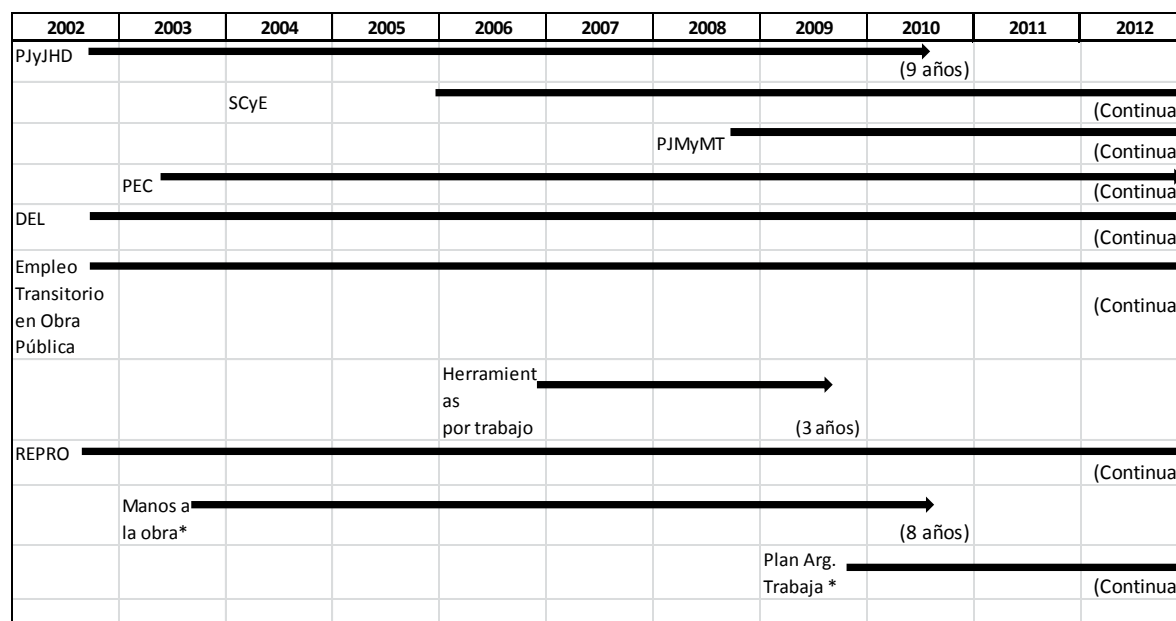 2002 2003 2004 2005 2006 2007 2008 2009 2010 2011 2012
PJyJHD
(9 años)
SCyE
(Continua
PJMyMT
(Continua
PEC
(Continua
DEL
(Continua
Empleo
Transitorio
en Obra
Pública
(Continua
Herramient
as
por trabajo
(3 años)
REPRO
(Continua
Manos a
la obra*
(8 años)
Plan Arg.
Trabaja *
(Continua